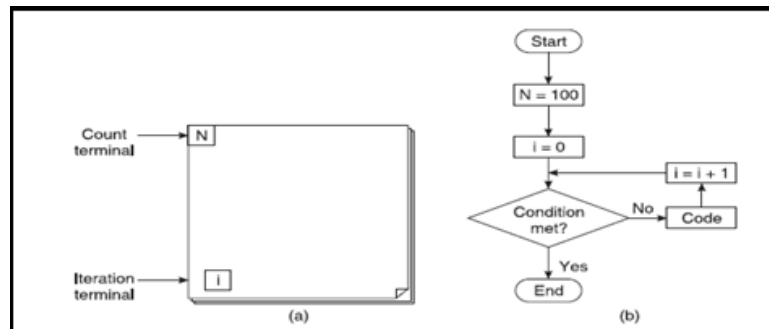 Count
terminal
N
Iteration
terminal
i
(a)
Start
N = 100
i = 0
i = i + 1
Condition
met?
No
Code
Yes
End
(b)